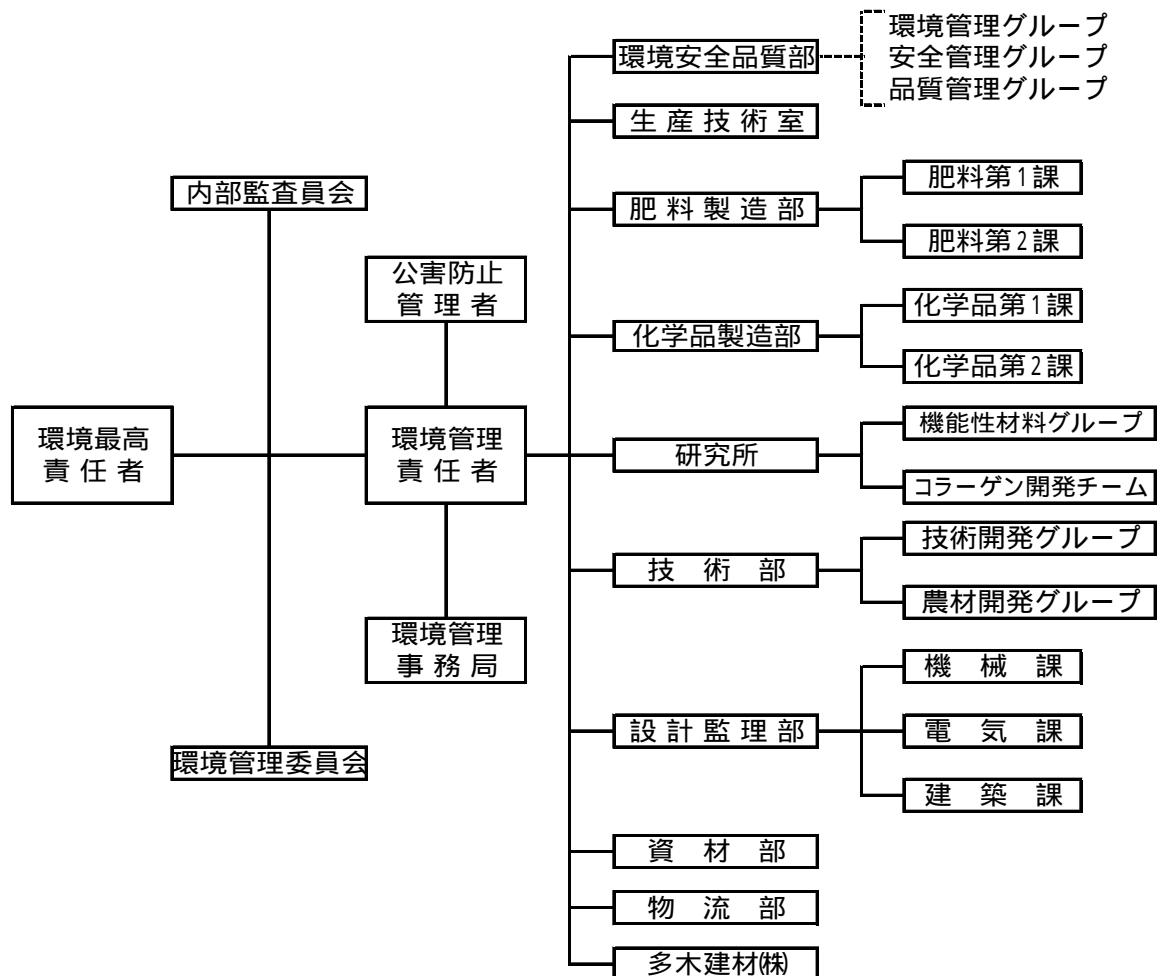 環境安全品質部
環境管理グループ
安全管理グループ
品質管理グループ
生産技術室
内部監査員会
肥料製造部
肥料第1課
肥料第2課
公害防止
管理者
化学品製造部
化学品第1課
化学品第2課
環境最高
責任者
環境管理
責任者
研究所
機能性材料グループ
コラーゲン開発チーム
技術部
技術開発グループ
農材開発グループ
環境管理
事務局
設計監理部
機械課
電気課
建築課
環境管理委員会
資材部
物流部
多木建材㈱